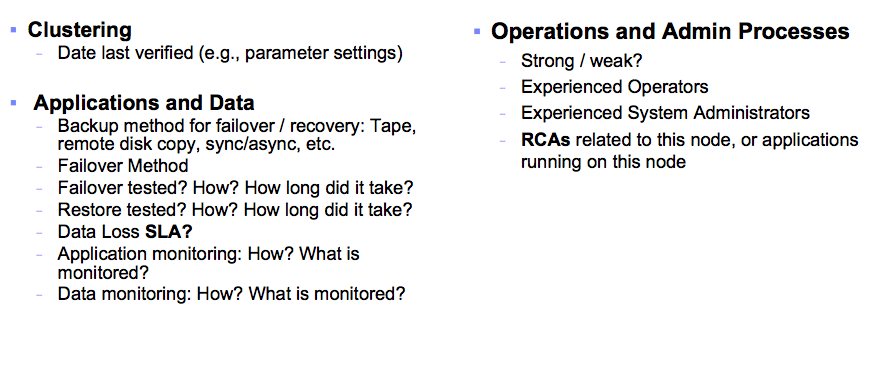 Clustering
Date last verified (e.g., parameter settings)
Applications and Data
Backup method for failover / recovery: Tape,
remote disk copy, sync/async, etc.
Failover Method
Failover tested? How? How long did it take?
Restore tested? How? How long did it take?
Data Loss SLA?
Application monitoring: How? What is
monitored?
Data monitoring: How? What is monitored?
Operations and Admin Processes
Strong / weak?
Experienced Operators
Experienced System Administrators
RCAs related to this node, or applications
running on this node